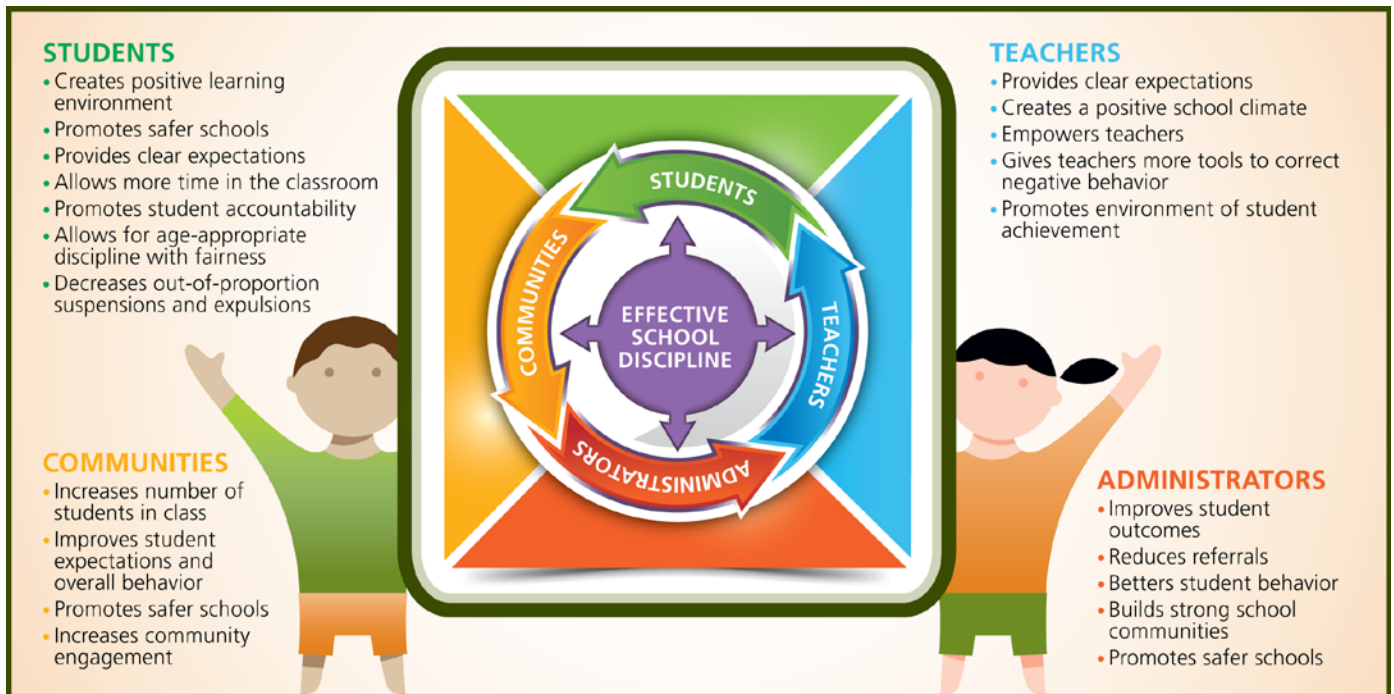 STUDENTS
• Creates positive learning
environment
• Promotes safer schools
• Provides clear expectations
• Allows more time in the classroom
• Promotes student accountability
• Allows for age-appropriate
discipline with fairness
• Decreases out-of-proportion
suspensions and expulsions
COMMUNITIES
• Increases number of
students in class
• Improves student
expectations and
overall behavior
• Promotes safer schools
• Increases community
engagement
STUDENTS
COMMUNITIES
EFFECTIVE
SCHOOL
DISCIPLINE
TEACHERS
ADMINISTRATORS
TEACHERS
• Provides clear expectations
• Creates a positive school climate
• Empowers teachers
• Gives teachers more tools to correct
negative behavior
• Promotes environment of student
achievement
ADMINISTRATORS
• Improves student
outcomes
• Reduces referrals
• Betters student behavior
• Builds strong school
communities
• Promotes safer schools